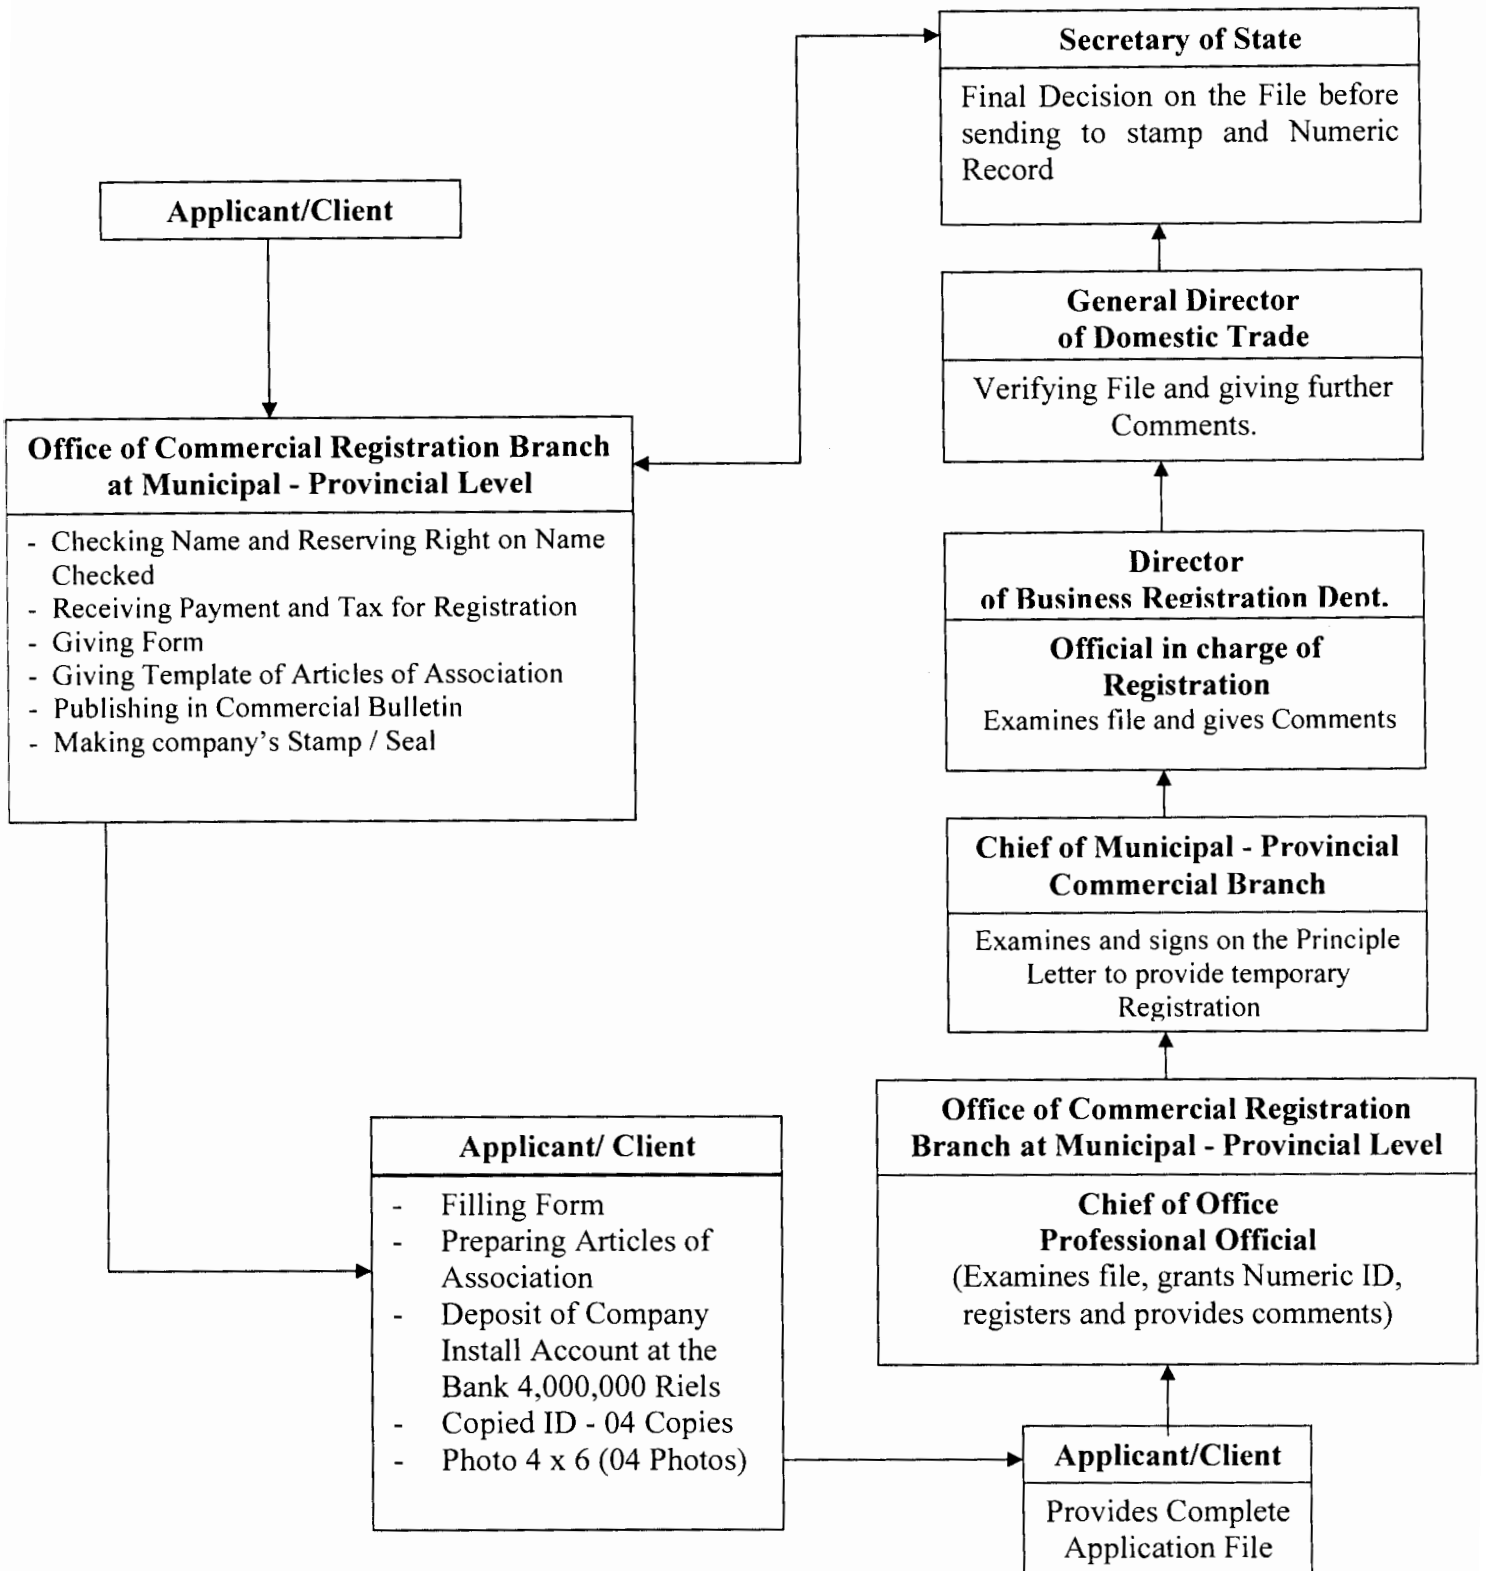 Applicant/Client
Office of Commercial Registration Branch
at Municipal - Provincial Level
- Checking Name and Reserving Right on Name
Checked
- Receiving Payment and Tax for Registration
- Giving Form
- Giving Template of Articles of Association
- Publishing in Commercial Bulletin
- Making company's Stamp / Seal
Applicant/ Client
- Filling Form
- Preparing Articles of
Association
- Deposit of Company
Install Account at the
Bank 4,000,000 Riels
- Copied ID - 04 Copies
- Photo 4 x 6 (04 Photos)
Applicant/Client
Provides Complete
Application File
Office of Commercial Registration
Branch at Municipal - Provincial Level
Chief of Office
Professional Official
(Examines file, grants Numeric ID,
registers and provides comments)
Chief of Municipal - Provincial
Commercial Branch
Examines and signs on the Principle
Letter to provide temporary
Registration
Director
of Business Registration Dept.
Official in charge of
Registration
Examines file and gives Comments
General Director
of Domestic Trade
Verifying File and giving further
Comments.
Secretary of State
Final Decision on the File before
sending to stamp and Numeric
Record